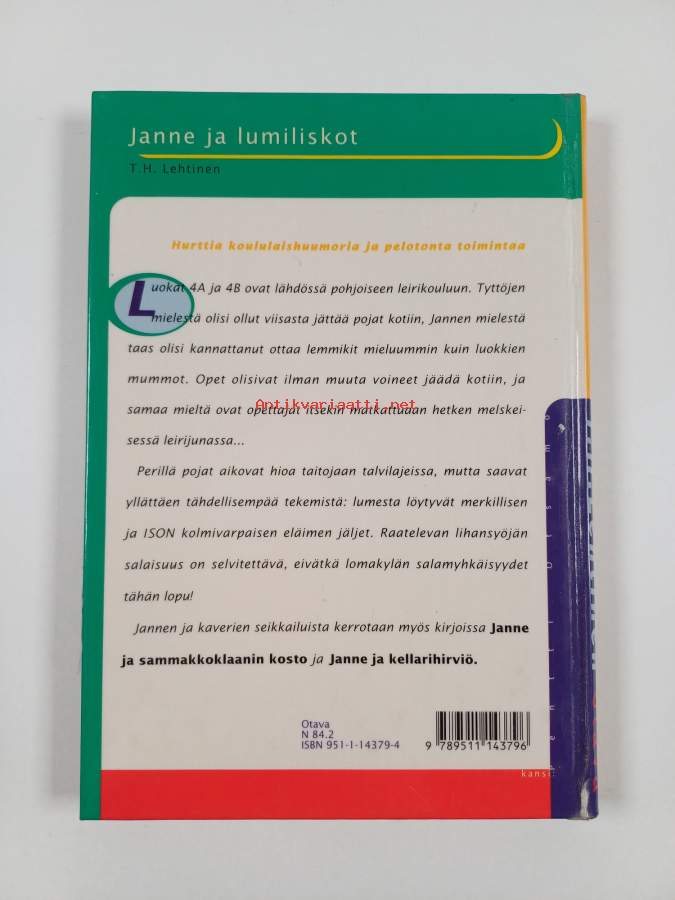 Janne ja lumiliskot
T.H. Lehtinen
Hurttia koululaishuumoria ja pelotonta toimintaa
Luokat 4A ja 4B ovat lähdössä pohjoiseen leirikouluun. Tyttöjen
mielestä olisi ollut viisasta jättää pojat kotiin, Jannen mielestä
taas olisi kannattanut ottaa lemmikit mieluummin kuin luokkien
mummot. Opet olisivat ilman muuta voineet jäädä kotiin, ja
samaa mieltä ovat opettajat itsekin matkattuaan hetken melskei-
sessä leirijunassa...
Antikvariaatti.net
Perillä pojat aikovat hioa taitojaan talvilajeissa, mutta saavat
yllättäen tähdellisempää tekemistä: lumesta löytyvät merkillisen
ja ISON kolmivarpaisen eläimen jäljet. Raatelevan lihansyöjän
salaisuus on selvitettävä, eivätkä lomakylän salamyhkäisyydet
tähän lopu!
Jannen ja kaverien seikkailuista kerrotaan myös kirjoissa Janne
ja sammakkoklaanin kosto ja Janne ja kellarihirviö.
Otava
N 84.2
ISBN 951-1-14379-4
9 789511 143796
kansi: